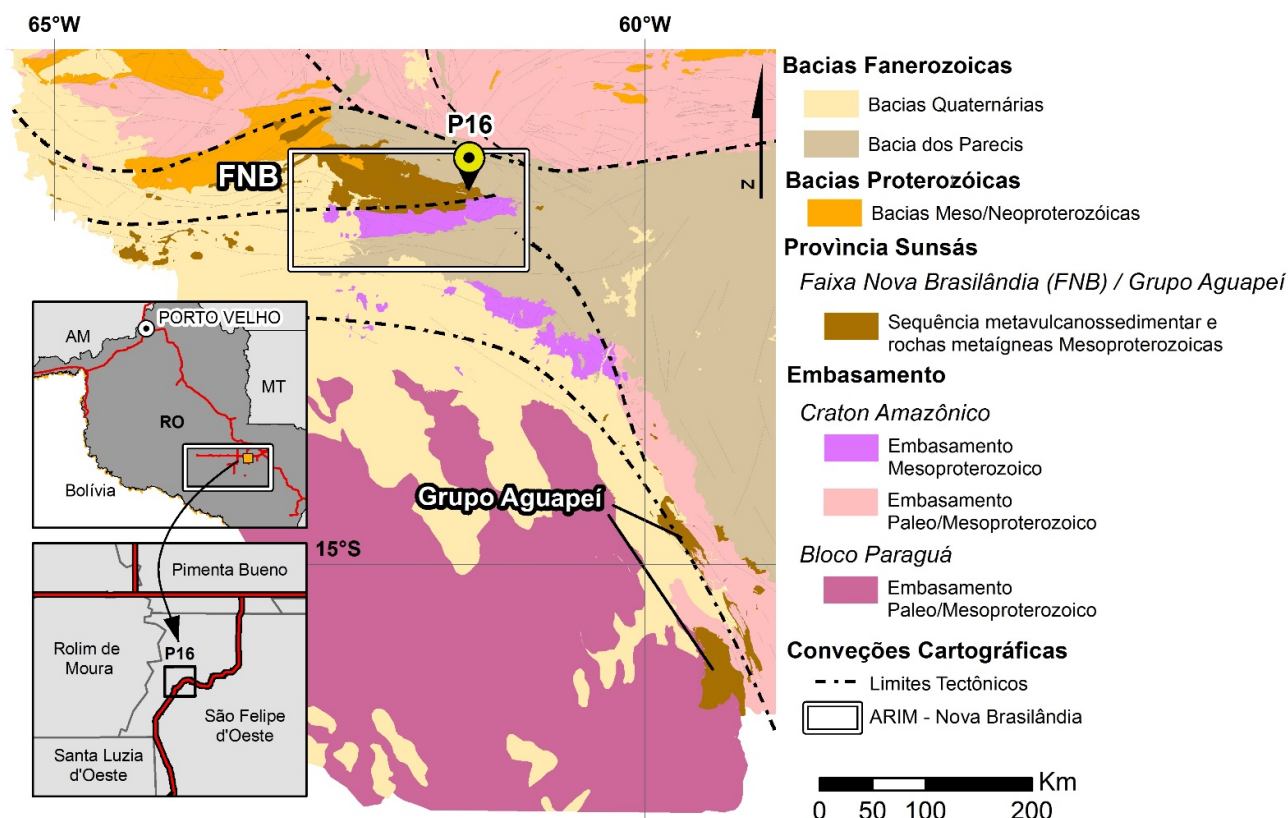 65°W
60°W
P16
FNB
Grupo Aguapeí
15°S
PORTO VELHO
AM
MT
RO
Bolívia
Pimenta Bueno
Rolim de
Moura
P16
São Felipe
d'Oeste
Santa Luzia
d'Oeste
Bacias Fanerozoicas
Bacias Quaternárias
Bacia dos Parecis
Bacias Proterozóicas
Bacias Meso/Neoproterozóicas
Provìncia Sunsás
Faixa Nova Brasilândia (FNB) / Grupo Aguapeí
Sequência metavulcanossedimentar e
rochas metaígneas Mesoproterozoicas
Embasamento
Craton Amazônico
Embasamento
Mesoproterozoico
Embasamento
Paleo/Mesoproterozoico
Bloco Paraguá
Embasamento
Paleo/Mesoproterozoico
Conveções Cartográficas
Limites Tectônicos
ARIM - Nova Brasilândia
Km
0 50 100 200
N